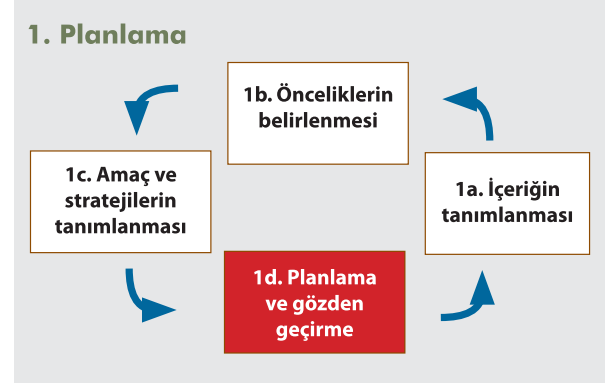 1. Planlama
1b. Önceliklerin
belirlenmesi
1c. Amaç ve
stratejilerin
tanımlanması
1a. İçeriğin
tanımlanması
1d. Planlama
ve gözden
geçirme